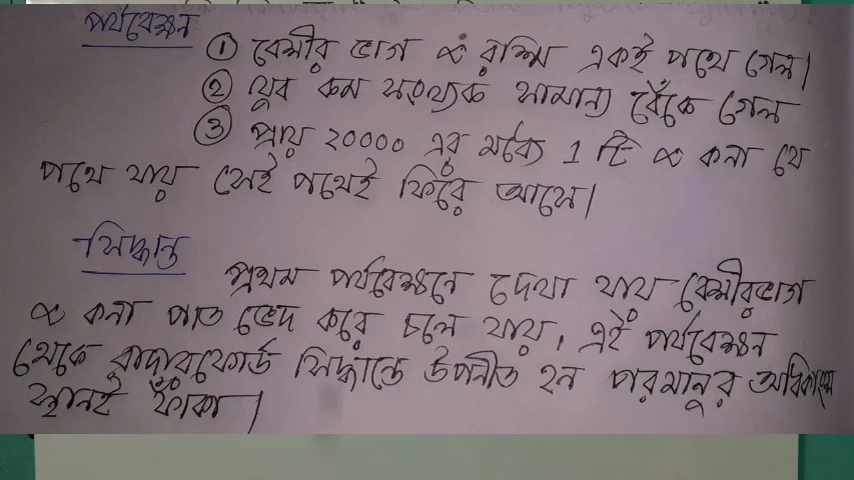 পর্যবেক্ষন
① বেশীর ভাগ α রশ্মি একই পথে গেল।
② খুব কম সংখ্যক সামান্য বেঁকে গেল
③ প্রায় ২০০০০ এর মধ্যে 1 টি α কনা যে
পথে যায় সেই পথেই ফিরে আসে।
সিদ্ধান্ত
প্রথম পর্যবেক্ষনে দেখা যায় বেশীরভাগ
α কনা পাত ভেদ করে চলে যায়, এই পর্যবেক্ষন
থেকে রাদারফোর্ড সিদ্ধান্তে উপনীত হন পরমানুর অধিকাংশ
স্থানই ফাঁকা।